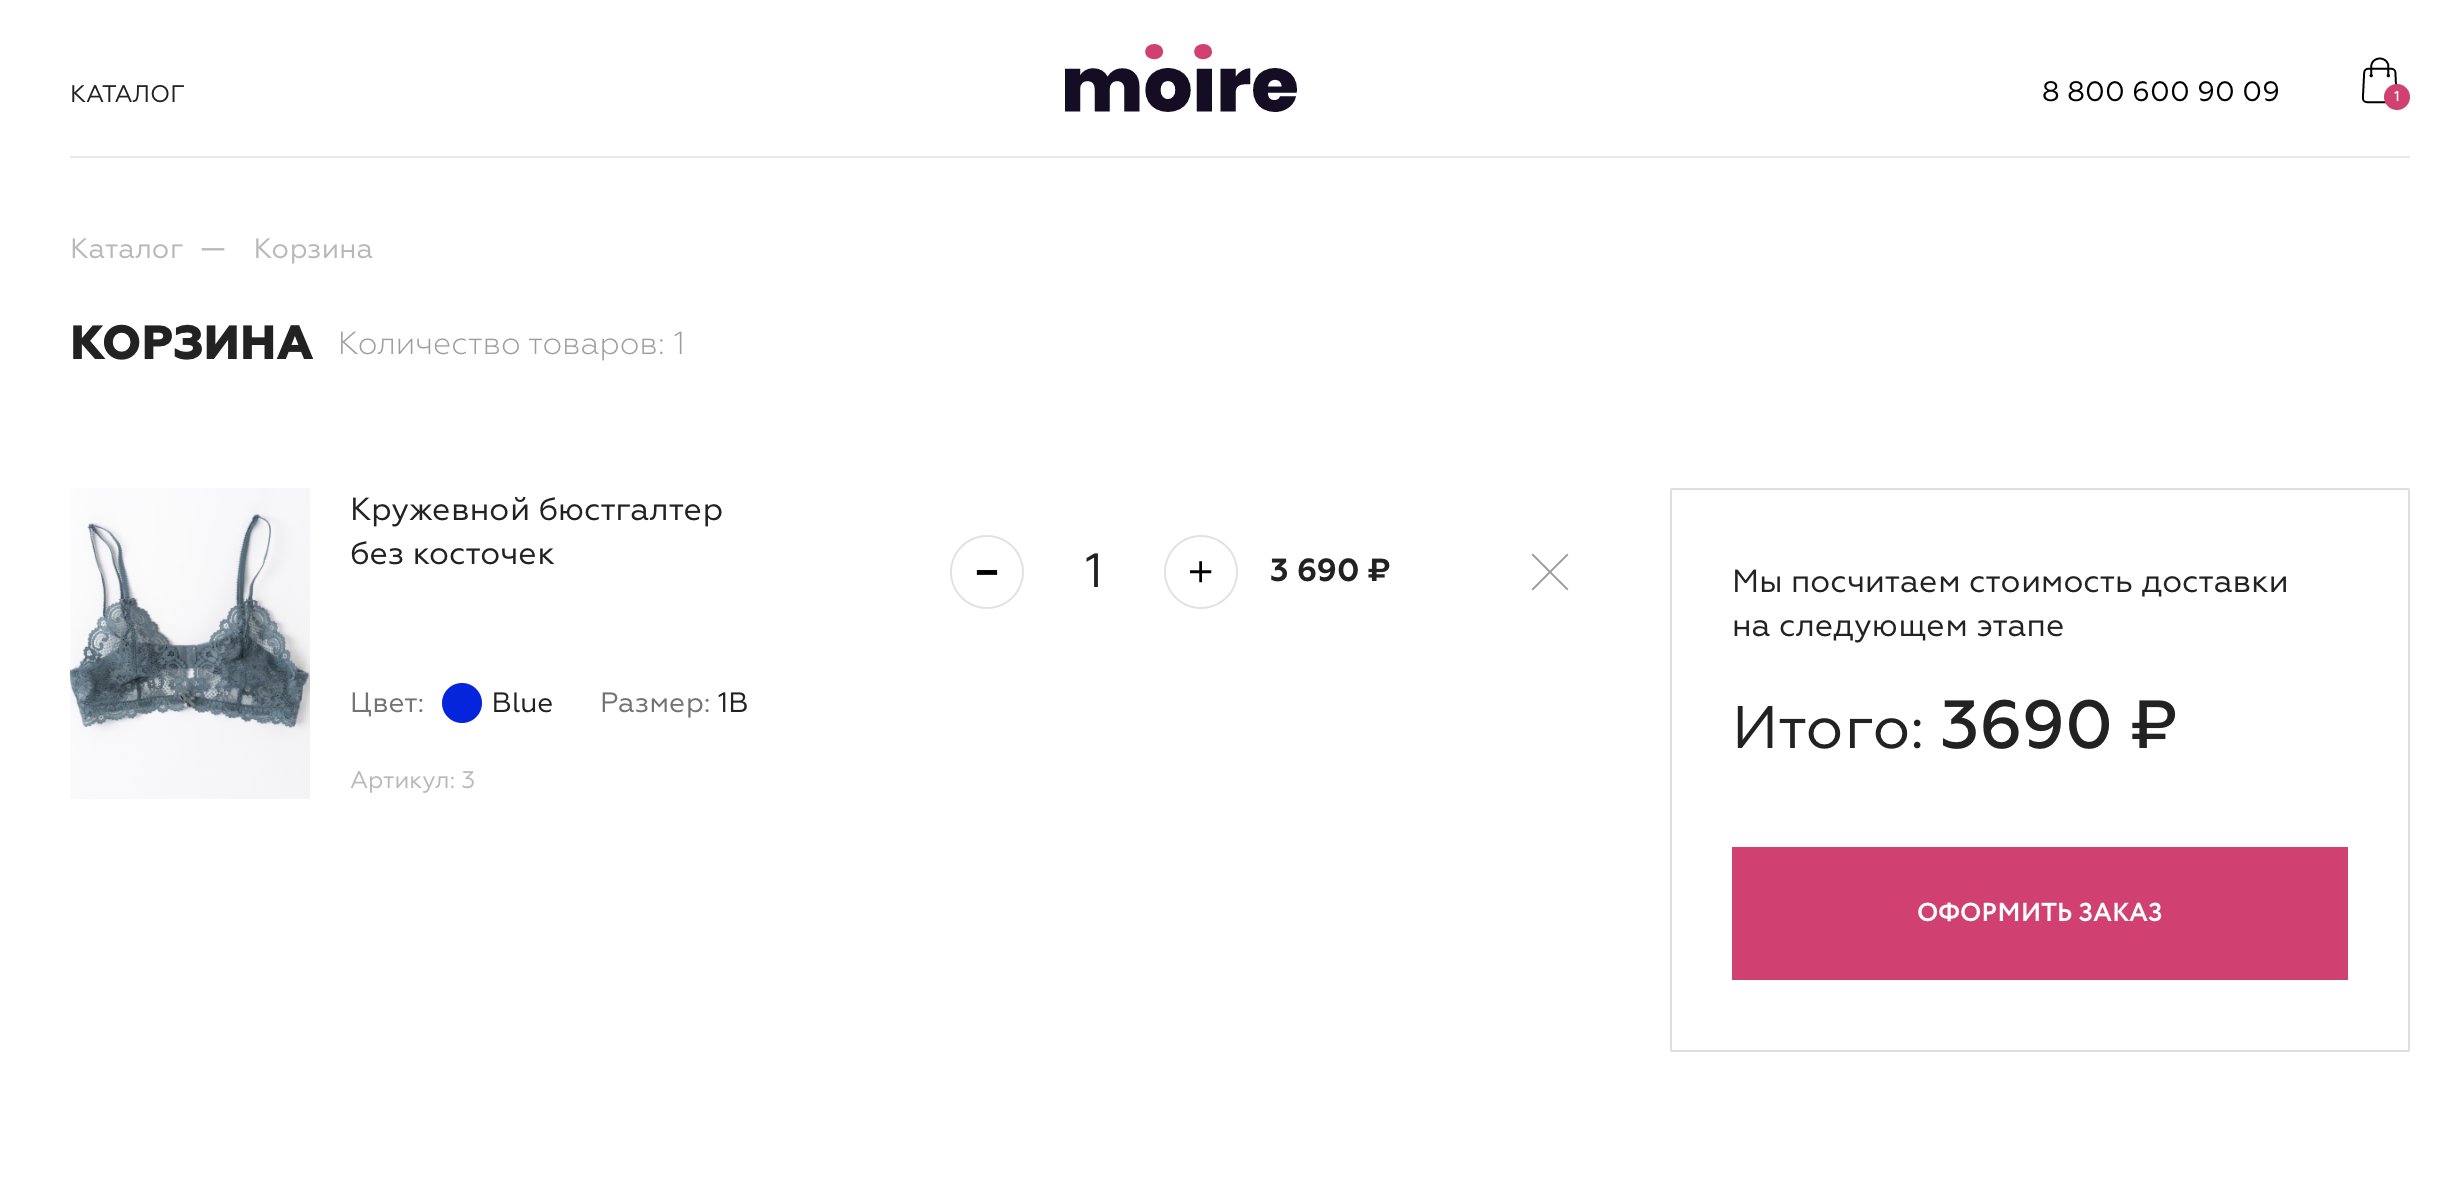 КАТАЛОГ
moire
8 800 600 90 09
1
Каталог — Корзина
КОРЗИНА Количество товаров: 1
Кружевной бюстгалтер
без косточек
- 1 + 3 690 ₽
Цвет: Blue Размер: 1B
Артикул: 3
Мы посчитаем стоимость доставки
на следующем этапе
Итого: 3690 ₽
ОФОРМИТЬ ЗАКАЗ